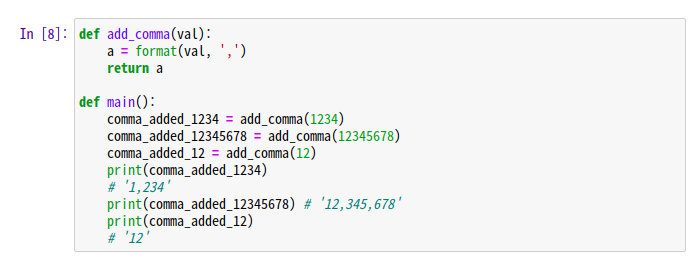 In [8]: def add_comma(val):
    a = format(val, ',')
    return a

def main():
    comma_added_1234 = add_comma(1234)
    comma_added_12345678 = add_comma(12345678)
    comma_added_12 = add_comma(12)
    print(comma_added_1234)
    # '1,234'
    print(comma_added_12345678) # '12,345,678'
    print(comma_added_12)
    # '12'